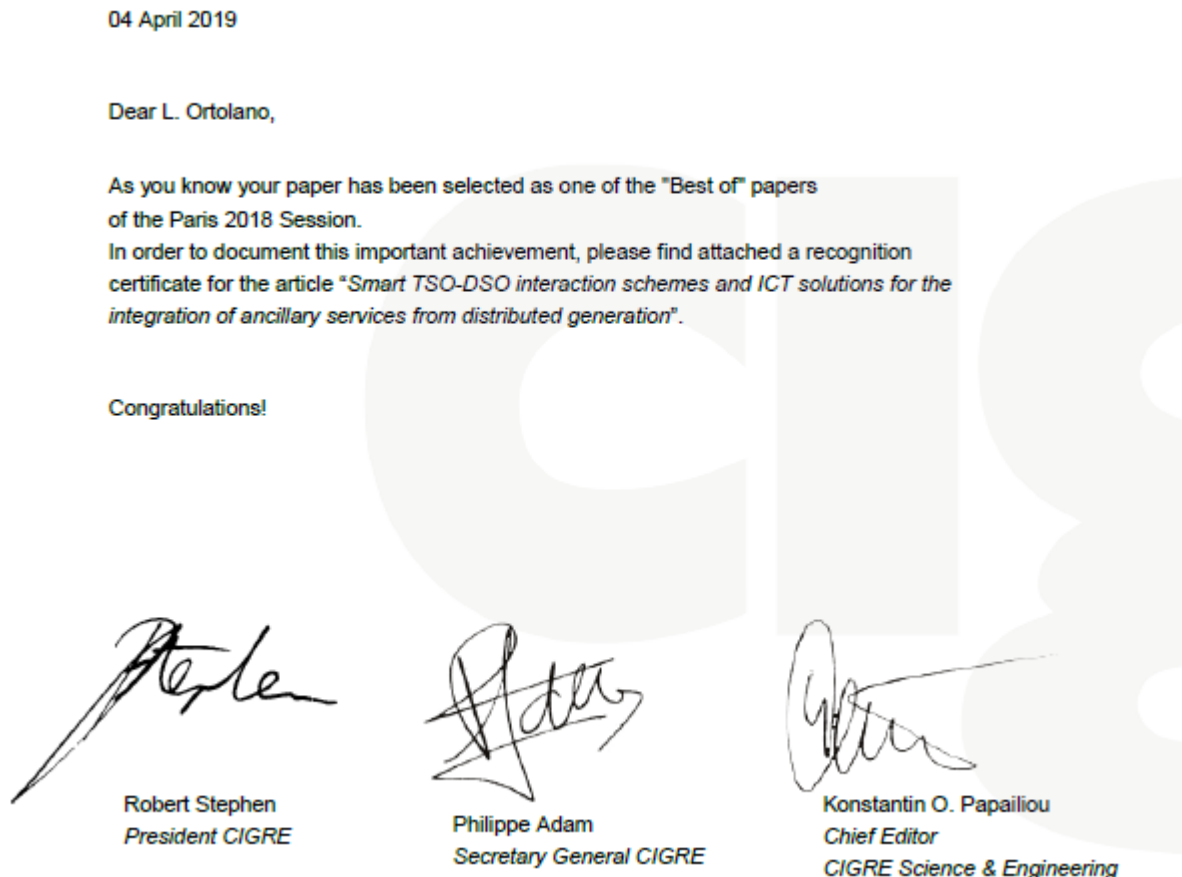 04 April 2019
Dear L. Ortolano,
As you know your paper has been selected as one of the "Best of" papers
of the Paris 2018 Session.
In order to document this important achievement, please find attached a recognition
certificate for the article “Smart TSO-DSO interaction schemes and ICT solutions for the
integration of ancillary services from distributed generation”.
Congratulations!
Robert Stephen
President CIGRE
Philippe Adam
Secretary General CIGRE
Konstantin O. Papailiou
Chief Editor
CIGRE Science & Engineering